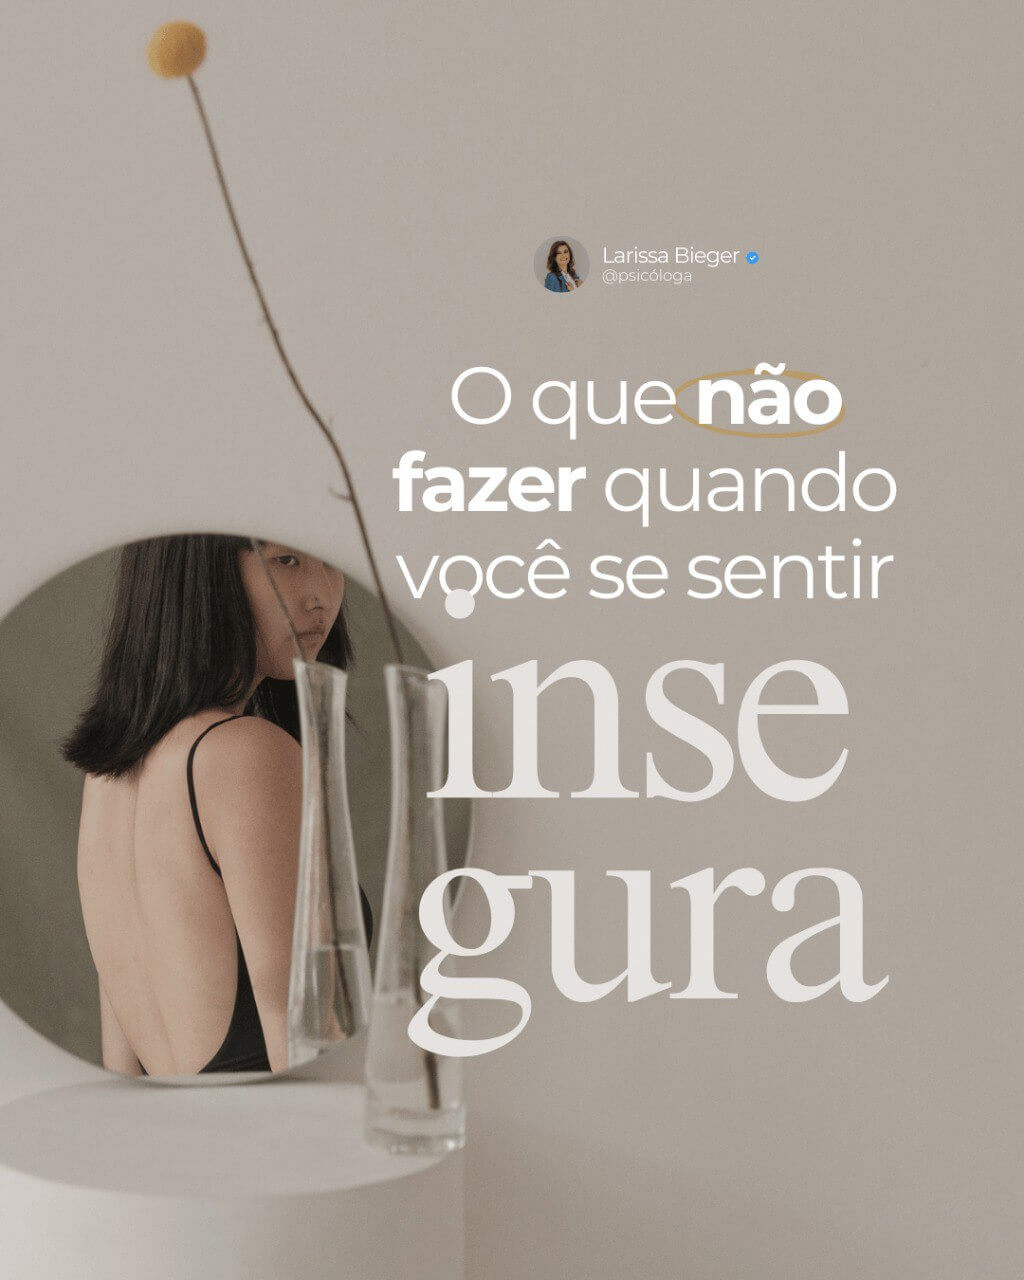 Larissa Bieger
@psicóloga
O que não
fazer quando
você se sentir
inse
gura